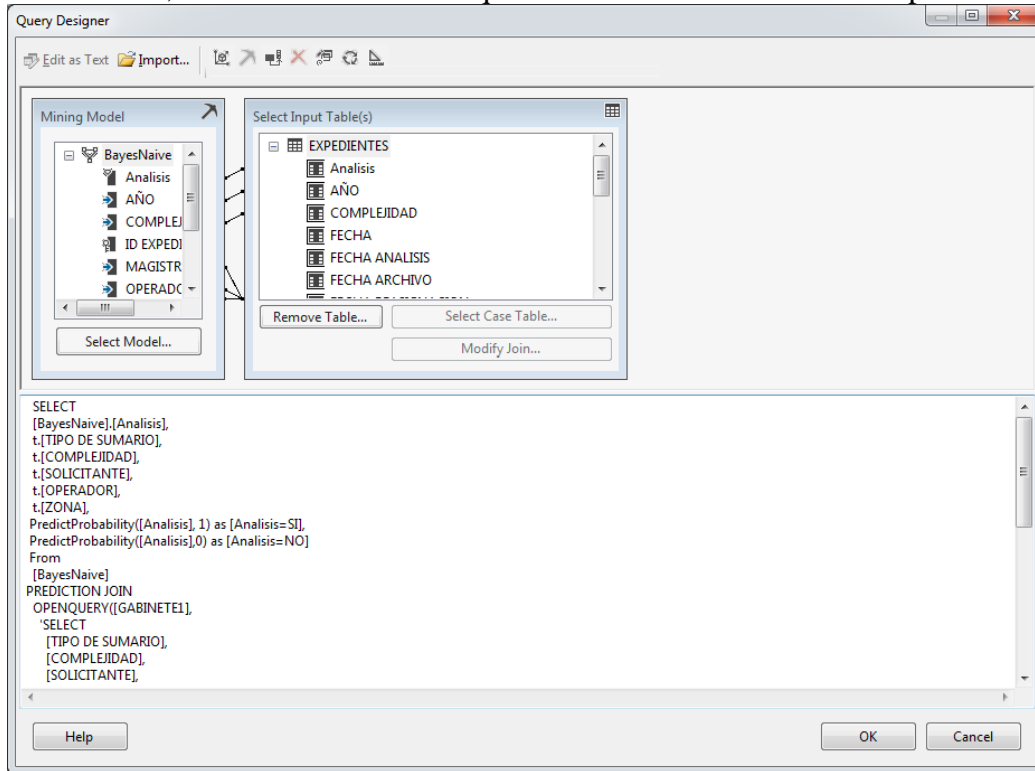 Query Designer
Edit as Text Import...
Mining Model
BayesNaive
Analisis
AÑO
COMPLEJ
ID EXPEDI
MAGISTR
OPERADO
Select Model...
Select Input Table(s)
EXPEDIENTES
Analisis
AÑO
COMPLEJIDAD
FECHA
FECHA ANALISIS
FECHA ARCHIVO
Remove Table... Select Case Table...
Modify Join...
SELECT
[BayesNaive].[Analisis],
t.[TIPO DE SUMARIO],
t.[COMPLEJIDAD],
t.[SOLICITANTE],
t.[OPERADOR],
t.[ZONA],
PredictProbability([Analisis], 1) as [Analisis=SI],
PredictProbability([Analisis],0) as [Analisis=NO]
From
[BayesNaive]
PREDICTION JOIN
OPENQUERY([GABINETE1],
'SELECT
[TIPO DE SUMARIO],
[COMPLEJIDAD],
[SOLICITANTE],
Help OK Cancel